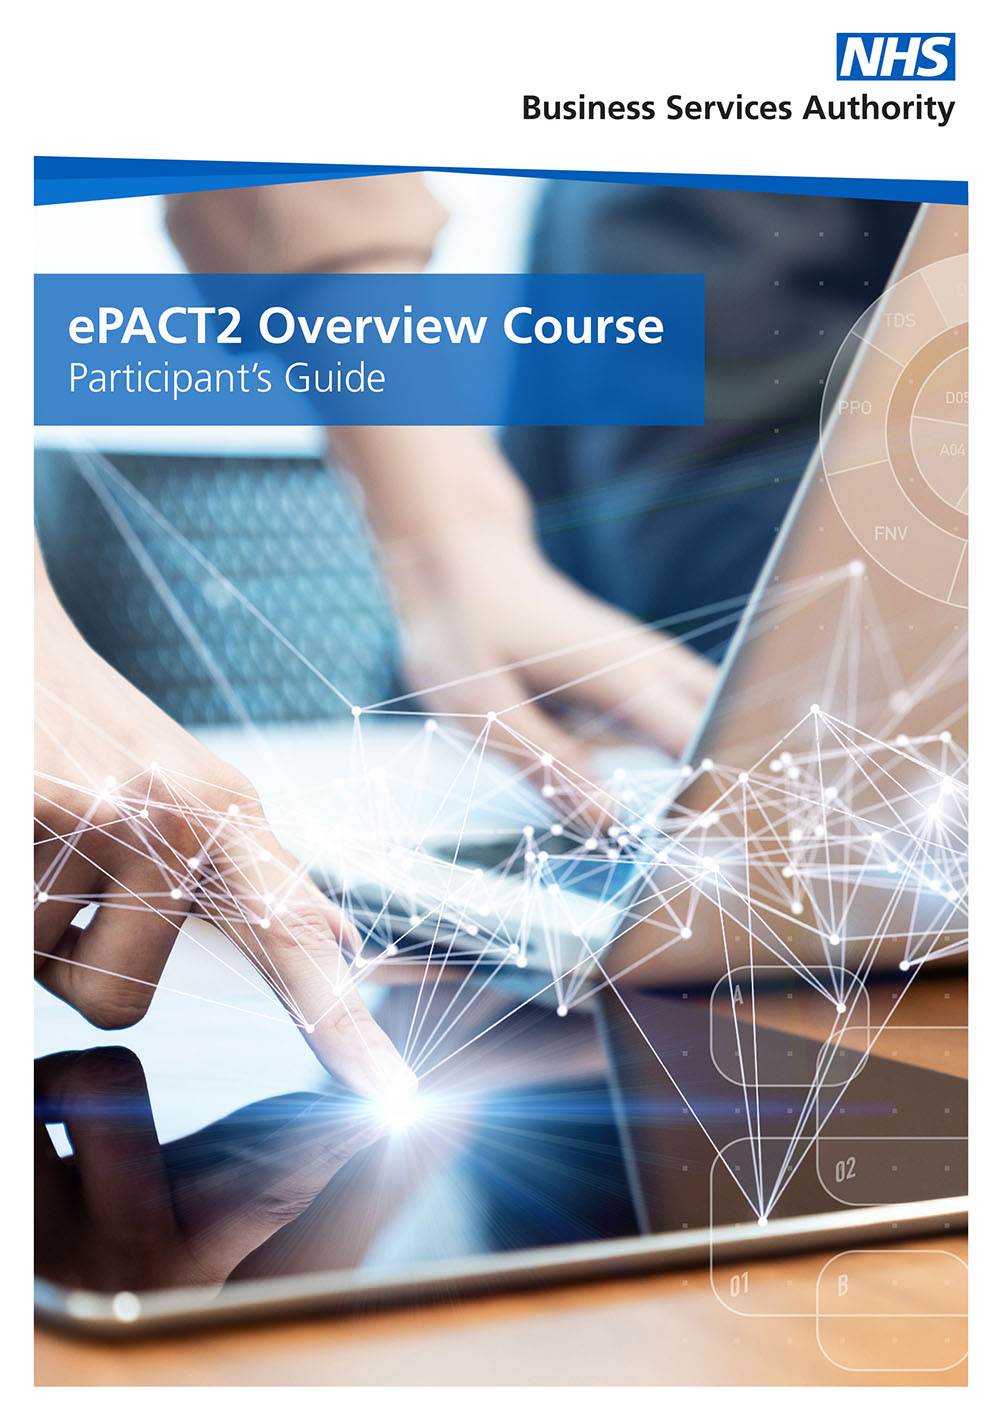 NHS
Business Services Authority
ePACT2 Overview Course
Participant's Guide
TDS
PPO
D05
A04
FNV
A
02
01
B